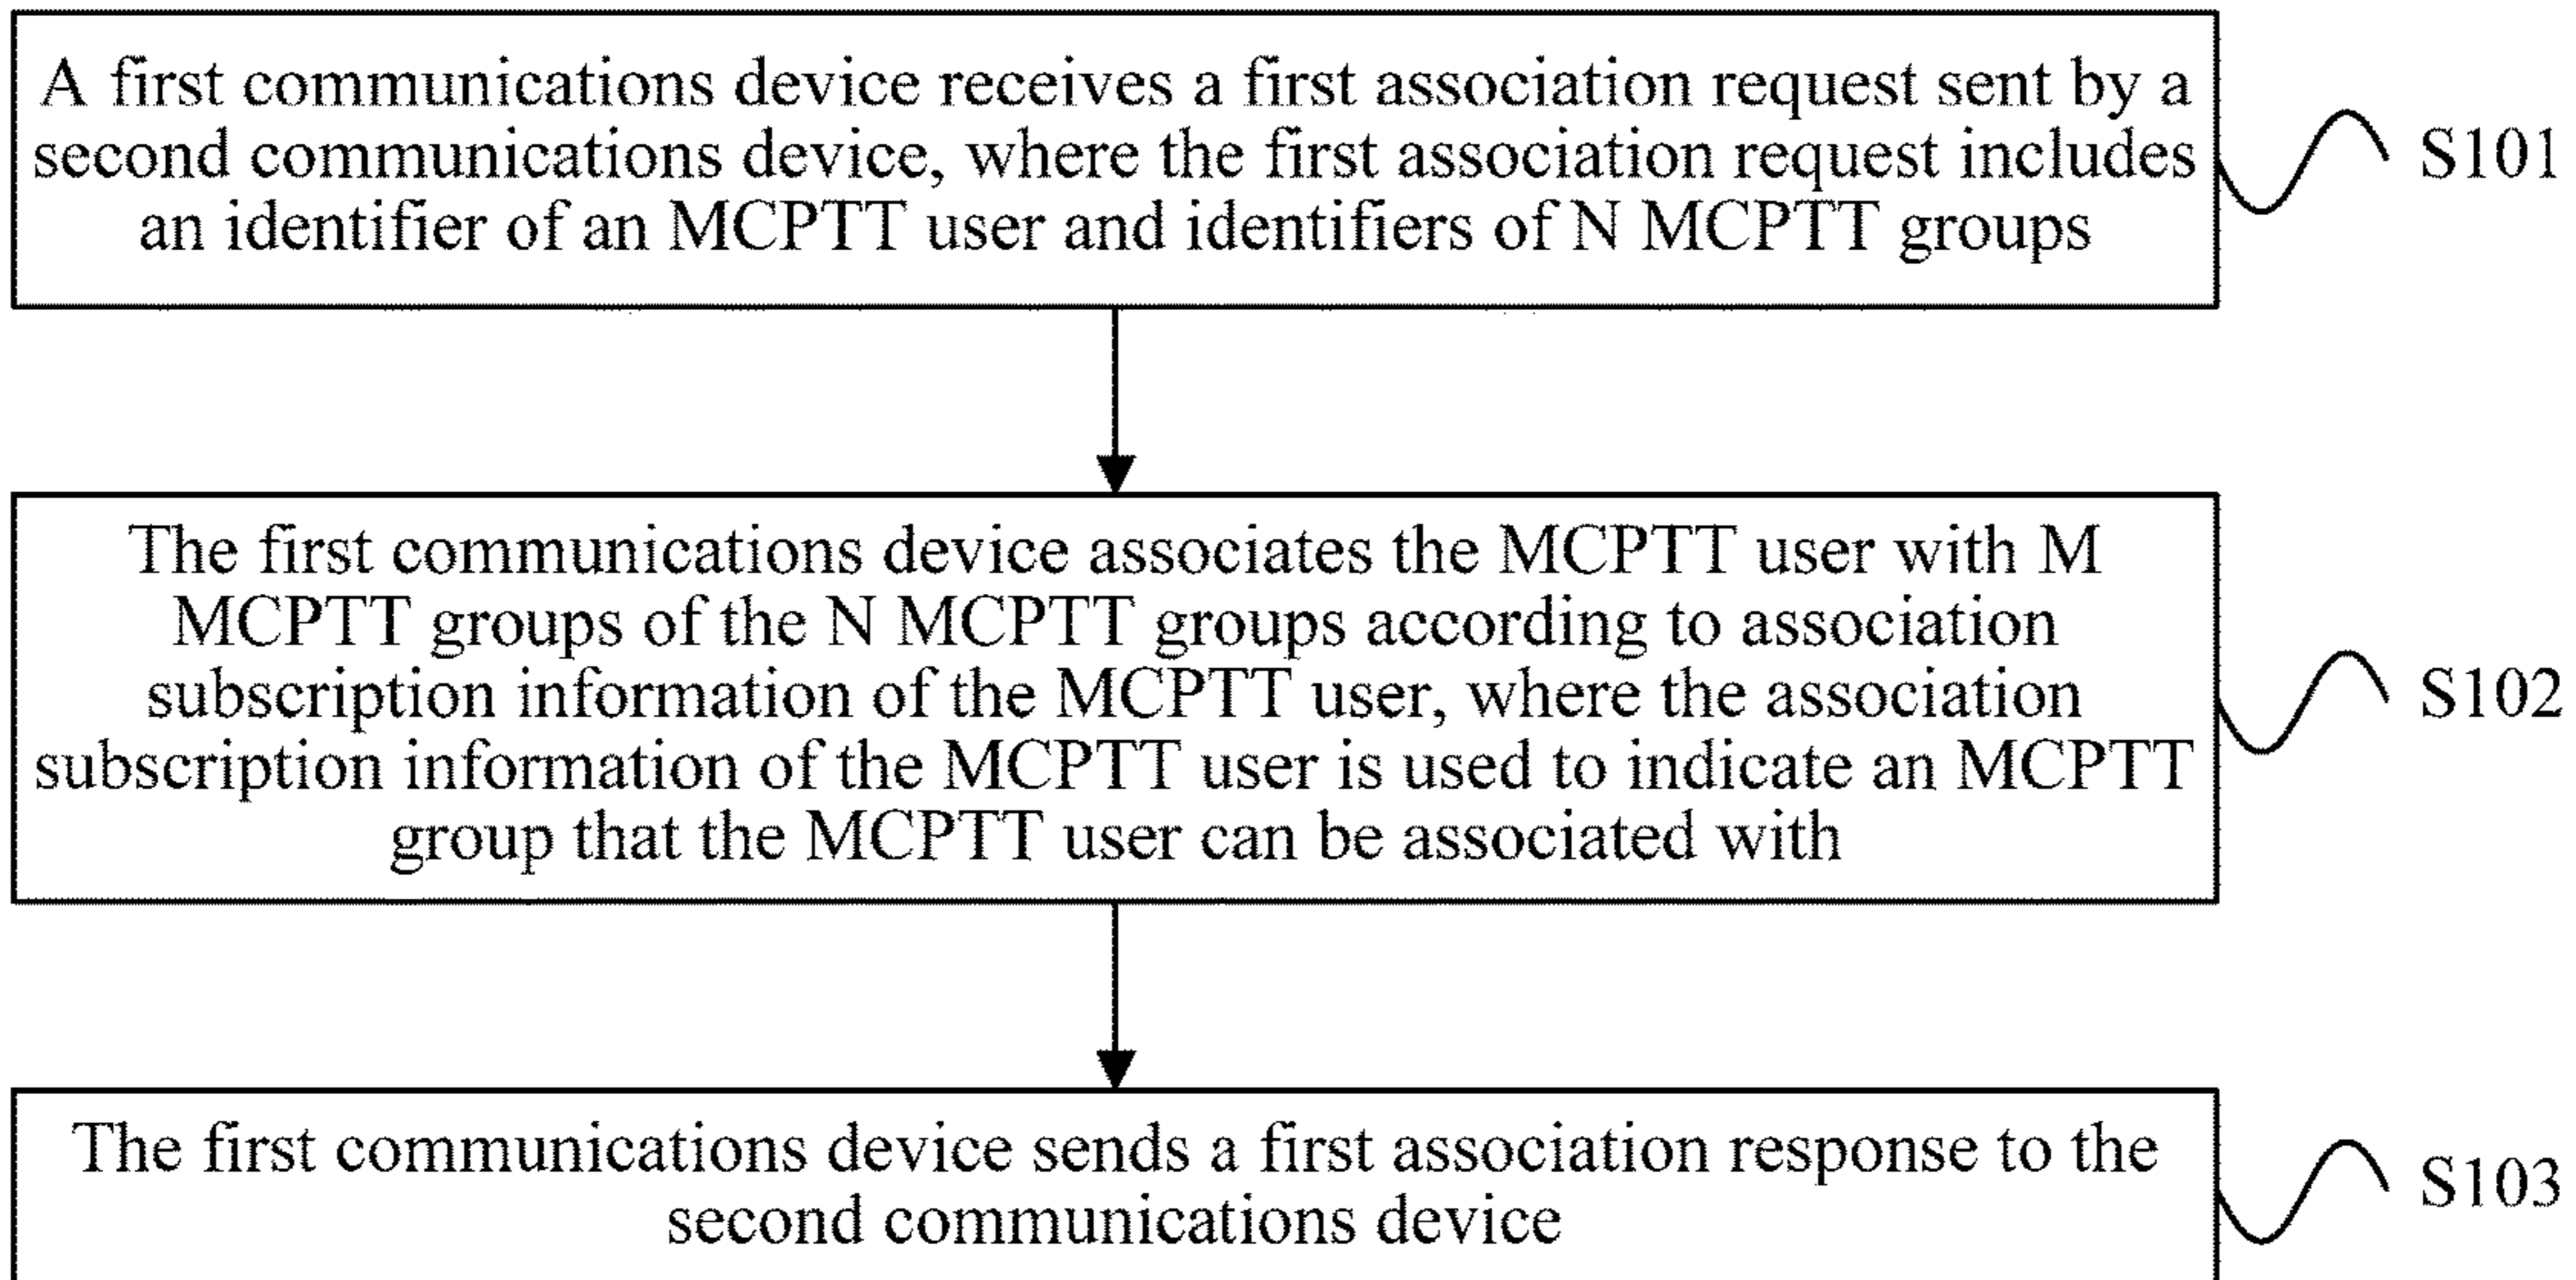 A first communications device receives a first association request sent by a
second communications device, where the first association request includes
an identifier of an MCPTT user and identifiers of N MCPTT groups
S101
The first communications device associates the MCPTT user with M
MCPTT groups of the N MCPTT groups according to association
subscription information of the MCPTT user, where the association
subscription information of the MCPTT user is used to indicate an MCPTT
group that the MCPTT user can be associated with
S102
The first communications device sends a first association response to the
second communications device
S103